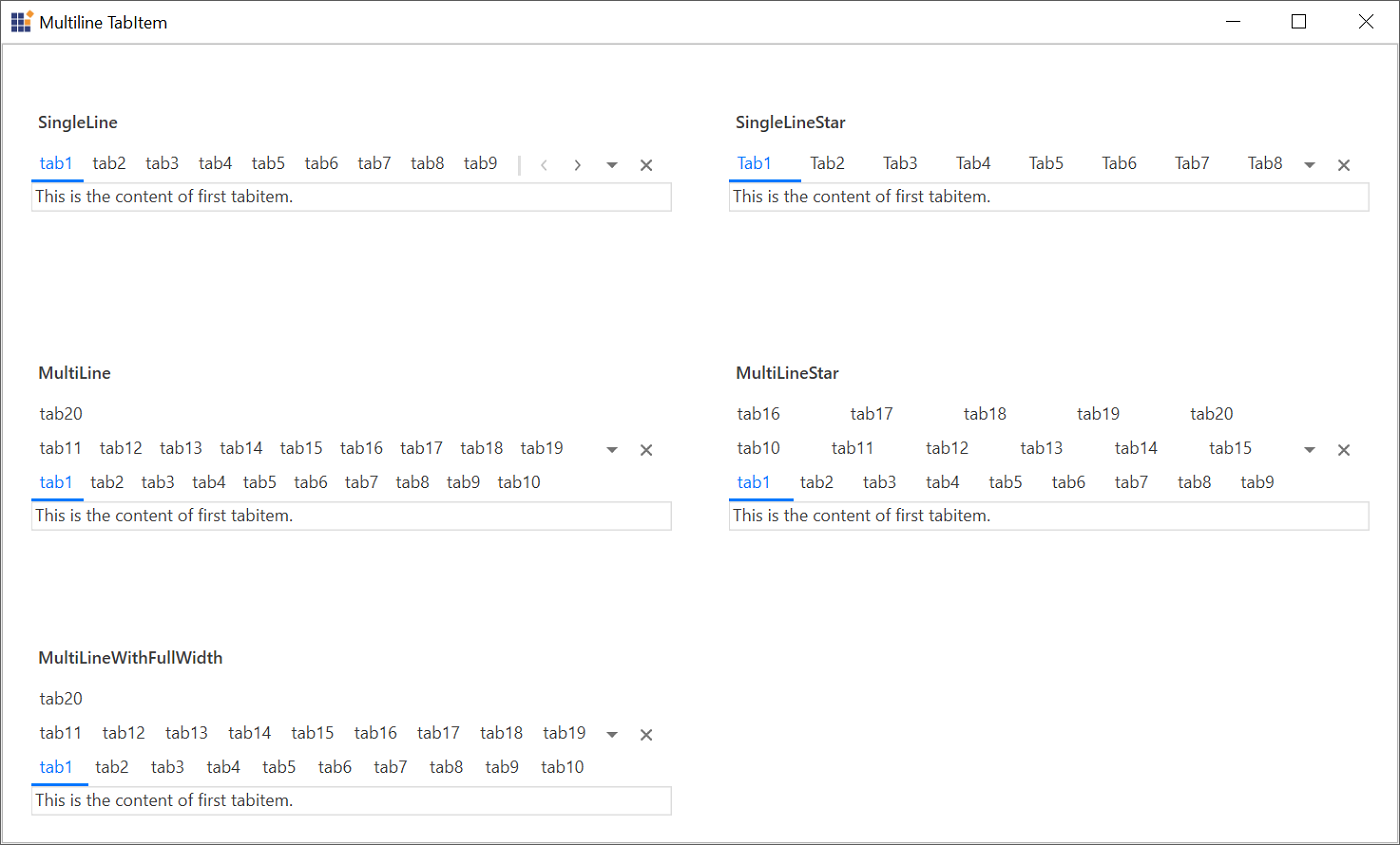 Multiline TabItem
SingleLine
tab1 tab2 tab3 tab4 tab5 tab6 tab7 tab8 tab9
This is the content of first tabitem.
SingleLineStar
Tab1 Tab2 Tab3 Tab4 Tab5 Tab6 Tab7 Tab8
This is the content of first tabitem.
MultiLine
tab20
tab11 tab12 tab13 tab14 tab15 tab16 tab17 tab18 tab19
tab1 tab2 tab3 tab4 tab5 tab6 tab7 tab8 tab9 tab10
This is the content of first tabitem.
MultiLineStar
tab16 tab17 tab18 tab19 tab20
tab10 tab11 tab12 tab13 tab14 tab15
tab1 tab2 tab3 tab4 tab5 tab6 tab7 tab8 tab9
This is the content of first tabitem.
MultiLineWithFullWidth
tab20
tab11 tab12 tab13 tab14 tab15 tab16 tab17 tab18 tab19
tab1 tab2 tab3 tab4 tab5 tab6 tab7 tab8 tab9 tab10
This is the content of first tabitem.